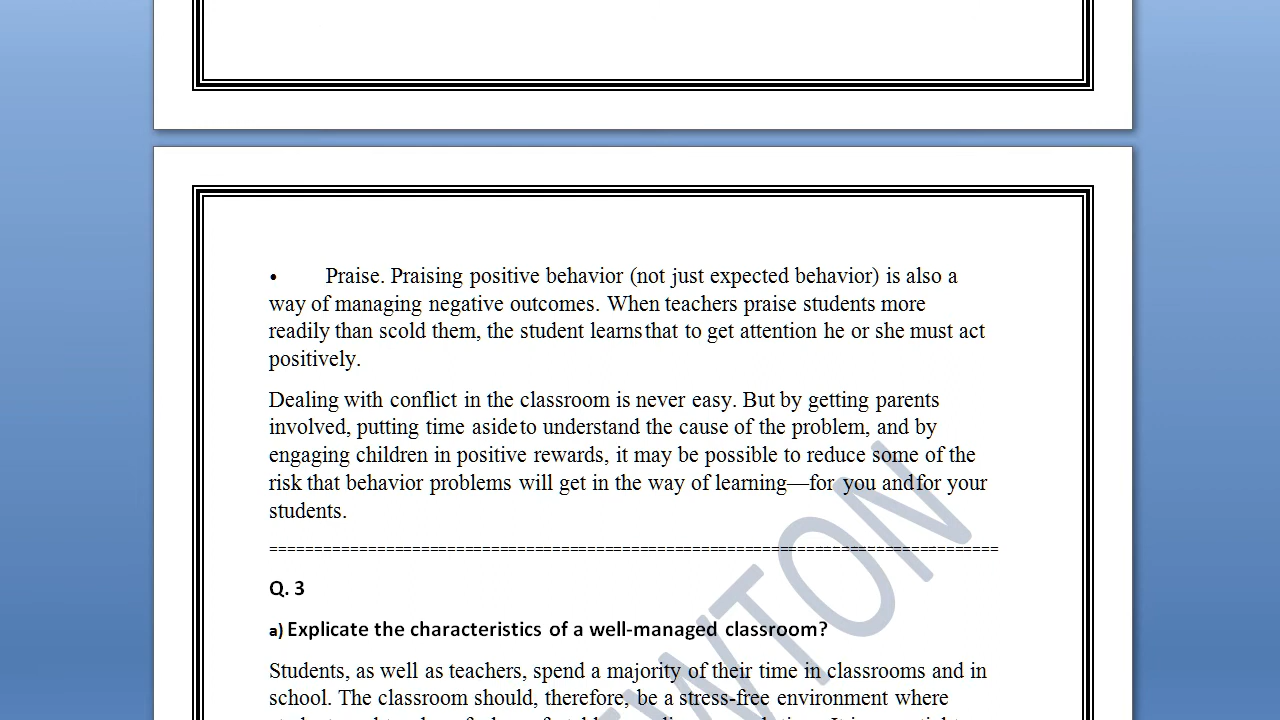 • Praise. Praising positive behavior (not just expected behavior) is also a
way of managing negative outcomes. When teachers praise students more
readily than scold them, the student learns that to get attention he or she must act
positively.
Dealing with conflict in the classroom is never easy. But by getting parents
involved, putting time aside to understand the cause of the problem, and by
engaging children in positive rewards, it may be possible to reduce some of the
risk that behavior problems will get in the way of learning—for you and for your
students.
=================================================================================
Q. 3
a) Explicate the characteristics of a well-managed classroom?
Students, as well as teachers, spend a majority of their time in classrooms and in
school. The classroom should, therefore, be a stress-free environment where